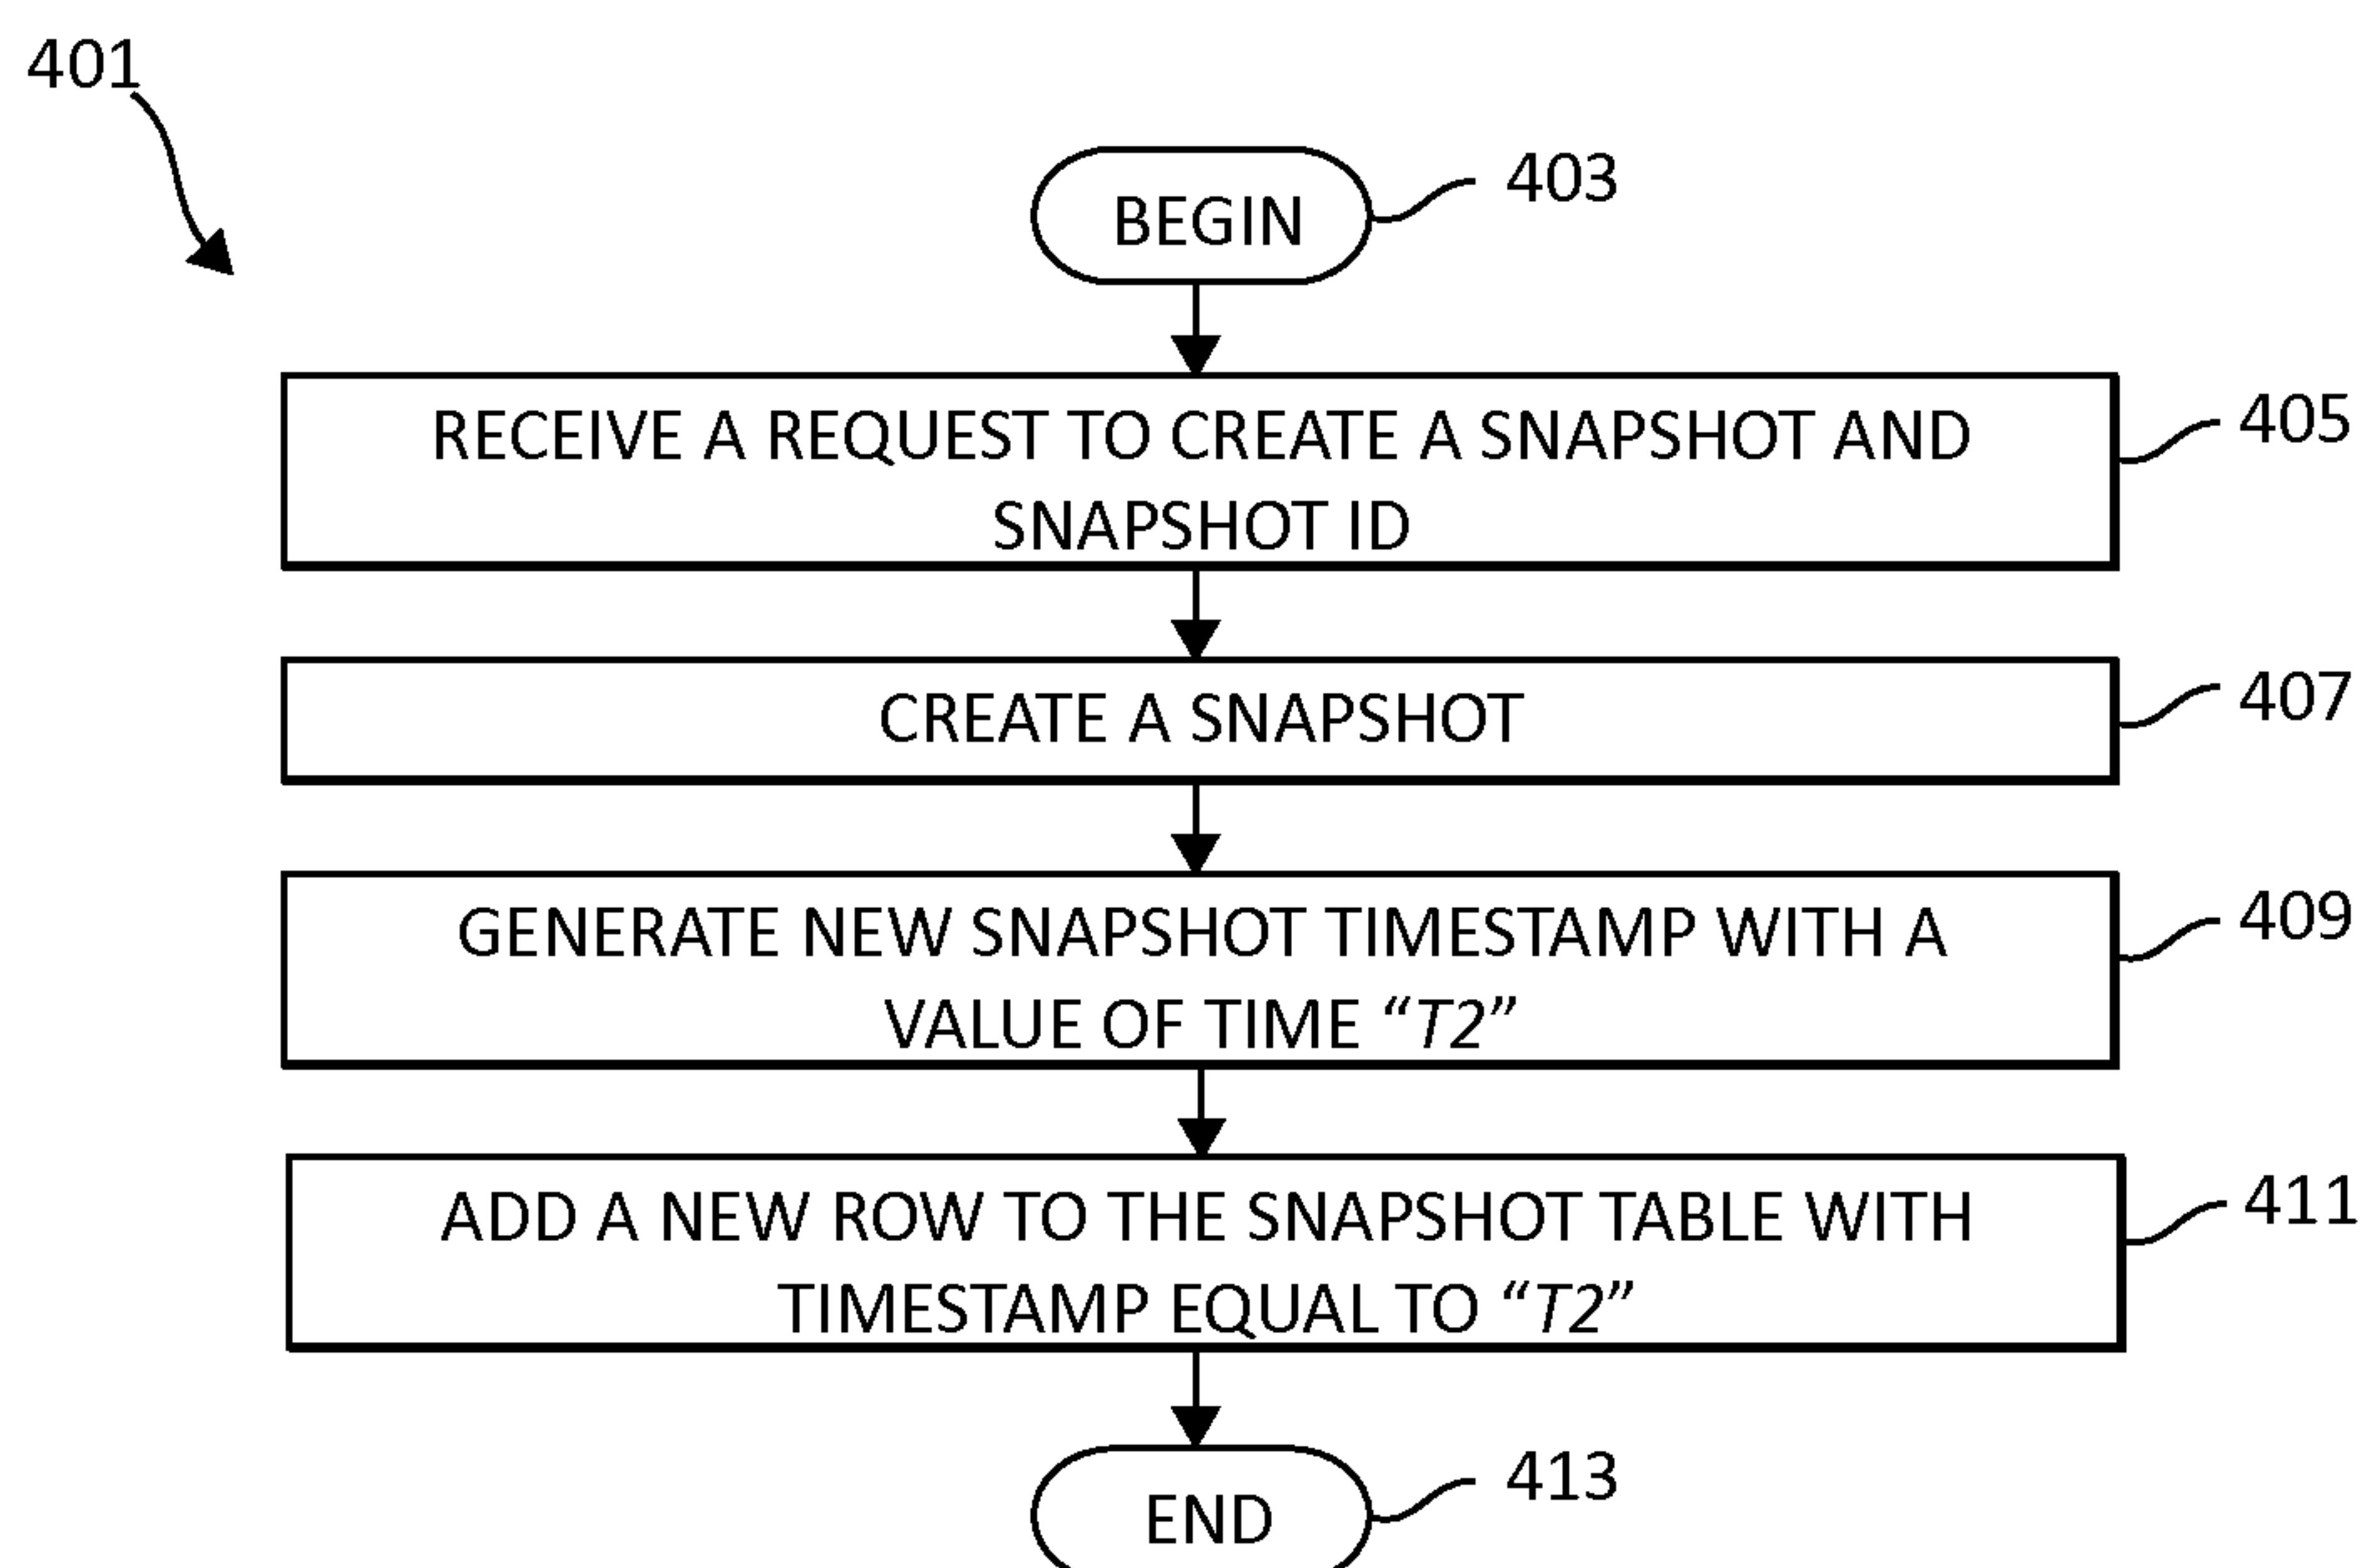 401
BEGIN
403
RECEIVE A REQUEST TO CREATE A SNAPSHOT AND
SNAPSHOT ID
405
CREATE A SNAPSHOT
407
GENERATE NEW SNAPSHOT TIMESTAMP WITH A
VALUE OF TIME “T2”
409
ADD A NEW ROW TO THE SNAPSHOT TABLE WITH
TIMESTAMP EQUAL TO “T2”
411
END
413